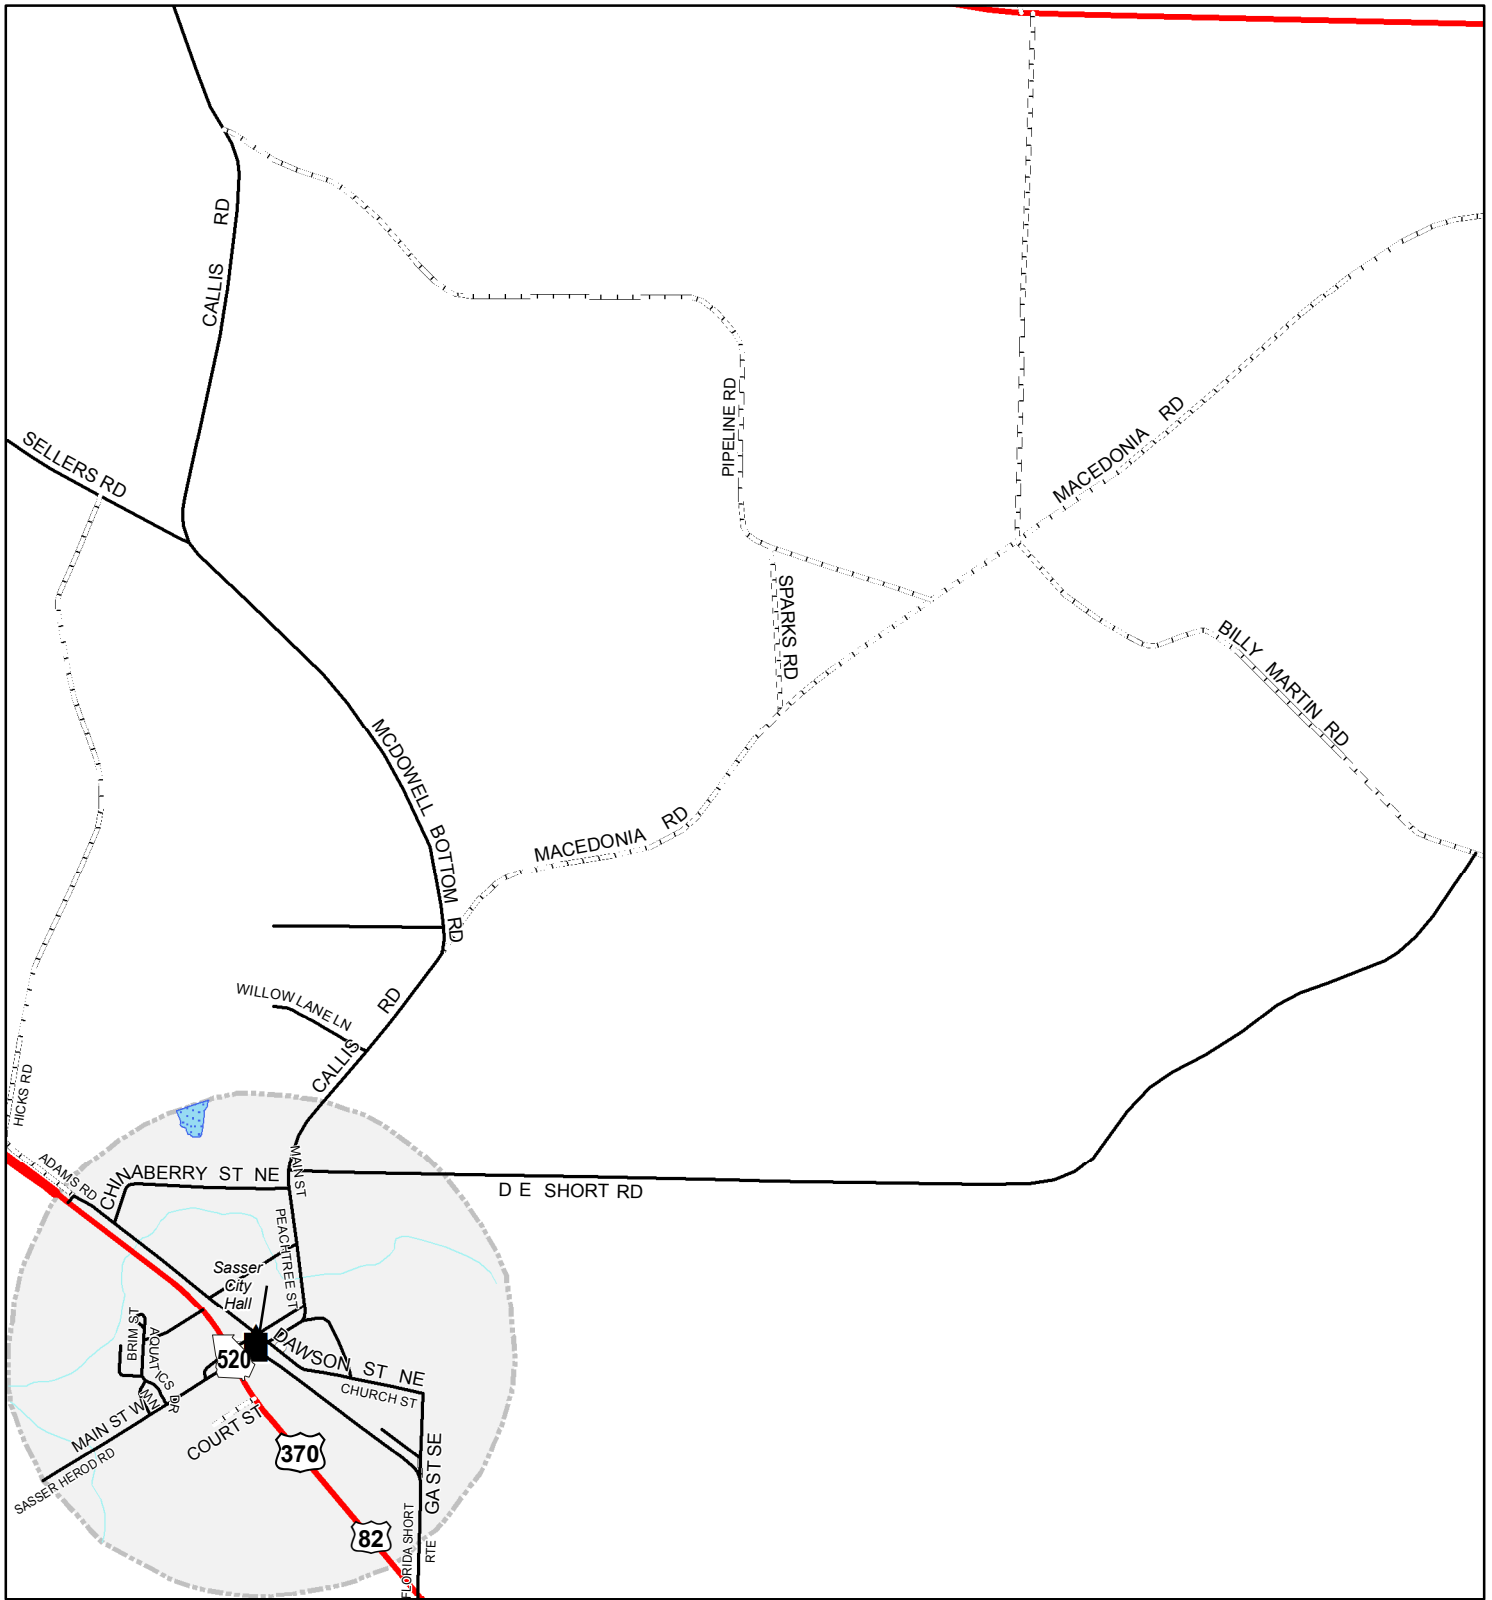 CALLIS RD
SELLERS RD
PIPELINE RD
MACEDONIA RD
SPARKS RD
BILLY MARTIN RD
MCDOWELL BOTTOM RD
MACEDONIA RD
WILLOW LANE LN
CALLIS RD
HICKS RD
ADAMS RD
CHINABERRY ST NE
MAIN ST
D E SHORT RD
PEACHTREE ST
Sasser
City
Hall
BRIM ST
AQUATICS DR
520
DAWSON ST NE
CHURCH ST
MAIN ST W
COURT ST
SASSER HEROD RD
370
GA ST SE
82
FLORIDA SHORT
RTE